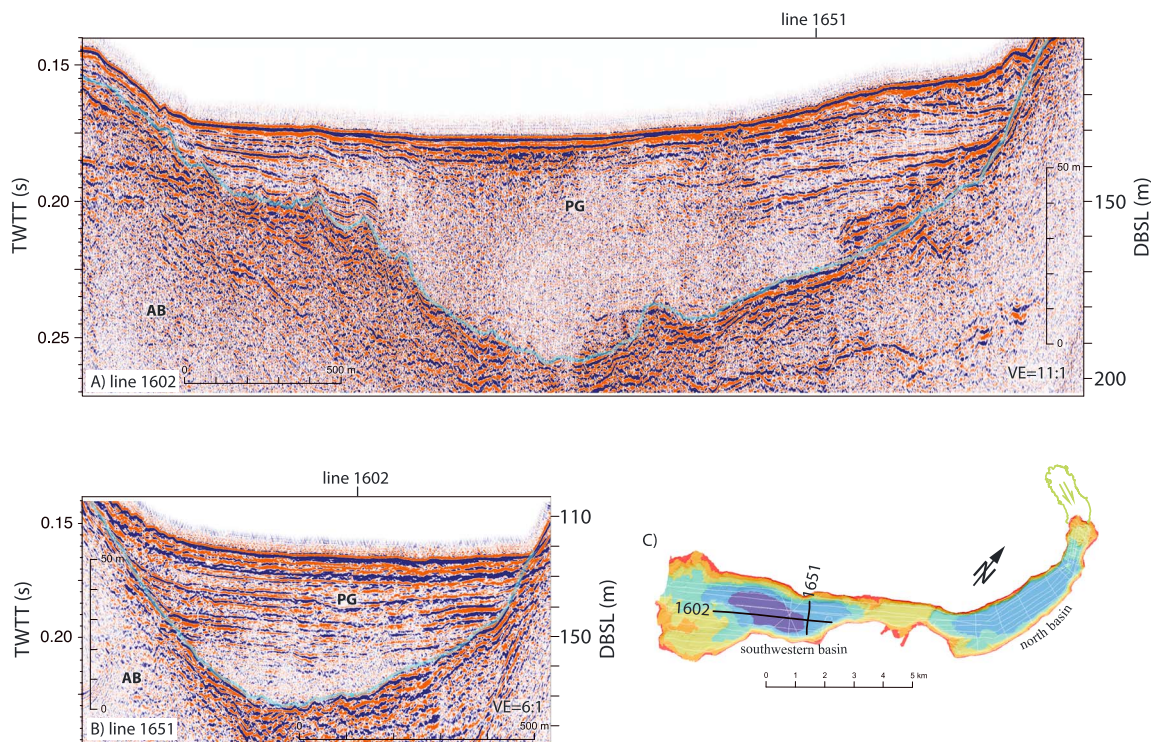 line 1651
0.15
0.20
0.25
TWTT (s)
PG
AB
50 m
0
150
200
DBSL (m)
0
500 m
A) line 1602
VE=11:1
line 1602
0.15
0.20
TWTT (s)
50 m
0
PG
AB
110
150
DBSL (m)
VE=6:1
0
500 m
B) line 1651
C)
N
1651
1602
southwestern basin
north basin
0 1 2 3 4 5 km